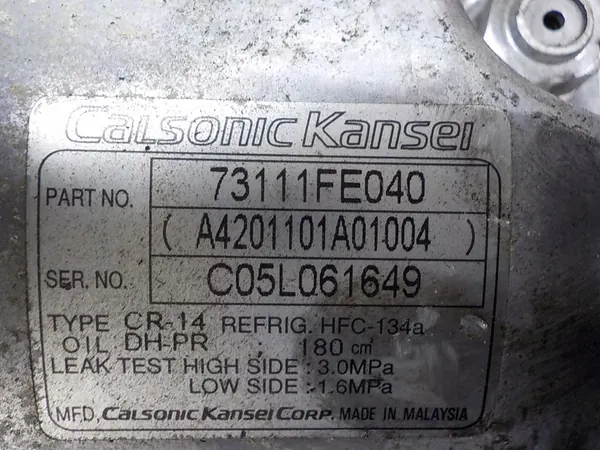 CALSONIC KANSEI
PART NO. 73111FE040
( A4201101A01004 )
SER. NO. C05L061649
TYPE CR-14 REFRIG. HFC-134a
OIL DH-PR : 180 cm³
LEAK TEST HIGH SIDE : 3.0MPa
LOW SIDE : 1.6MPa
MFD. CALSONIC KANSEI CORP. MADE IN MALAYSIA